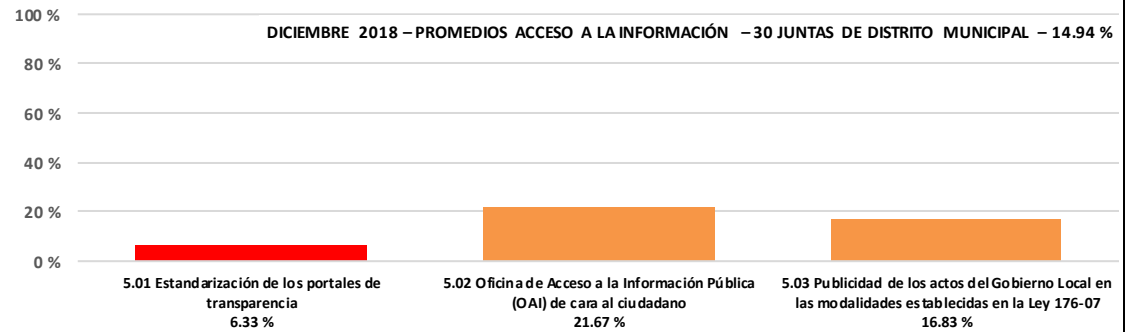 100 %
DICIEMBRE 2018 – PROMEDIOS ACCESO A LA INFORMACIÓN – 30 JUNTAS DE DISTRITO MUNICIPAL – 14.94 %
80 %
60 %
40 %
20 %
0 %
5.01 Estandarización de los portales de
transparencia
6.33 %
5.02 Oficina de Acceso a la Información Pública
(OAI) de cara al ciudadano
21.67 %
5.03 Publicidad de los actos del Gobierno Local en
las modalidades establecidas en la Ley 176-07
16.83 %